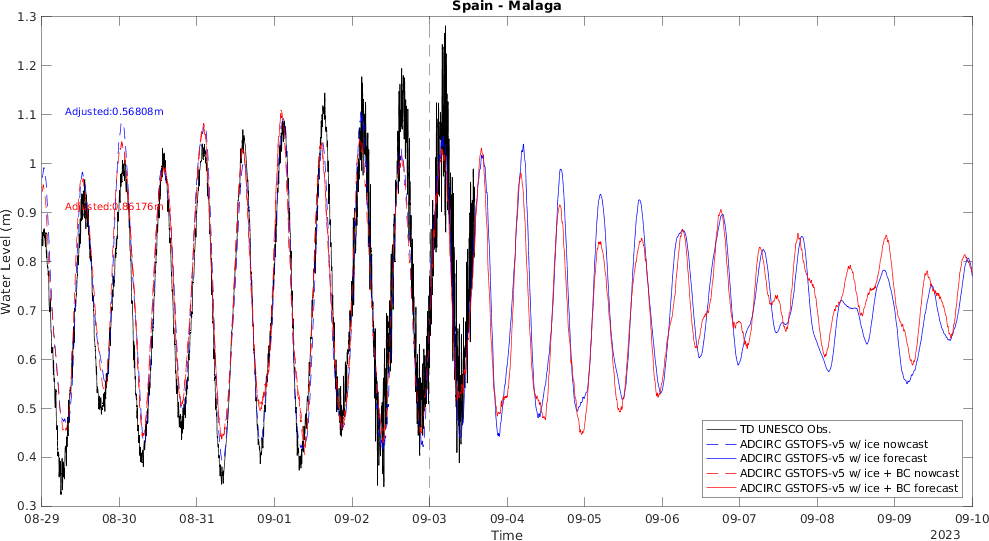 Spain - Malaga
Water Level (m)
1.3
1.2
1.1
1
0.9
0.8
0.7
0.6
0.5
0.4
0.3
Adjusted:0.56808m
Adjusted:0.86176m
TD UNESCO Obs.
ADCIRC GSTOFS-v5 w/ ice nowcast
ADCIRC GSTOFS-v5 w/ ice forecast
ADCIRC GSTOFS-v5 w/ ice + BC nowcast
ADCIRC GSTOFS-v5 w/ ice + BC forecast
08-29 08-30 08-31 09-01 09-02 09-03 09-04 09-05 09-06 09-07 09-08 09-09 09-10
Time
2023